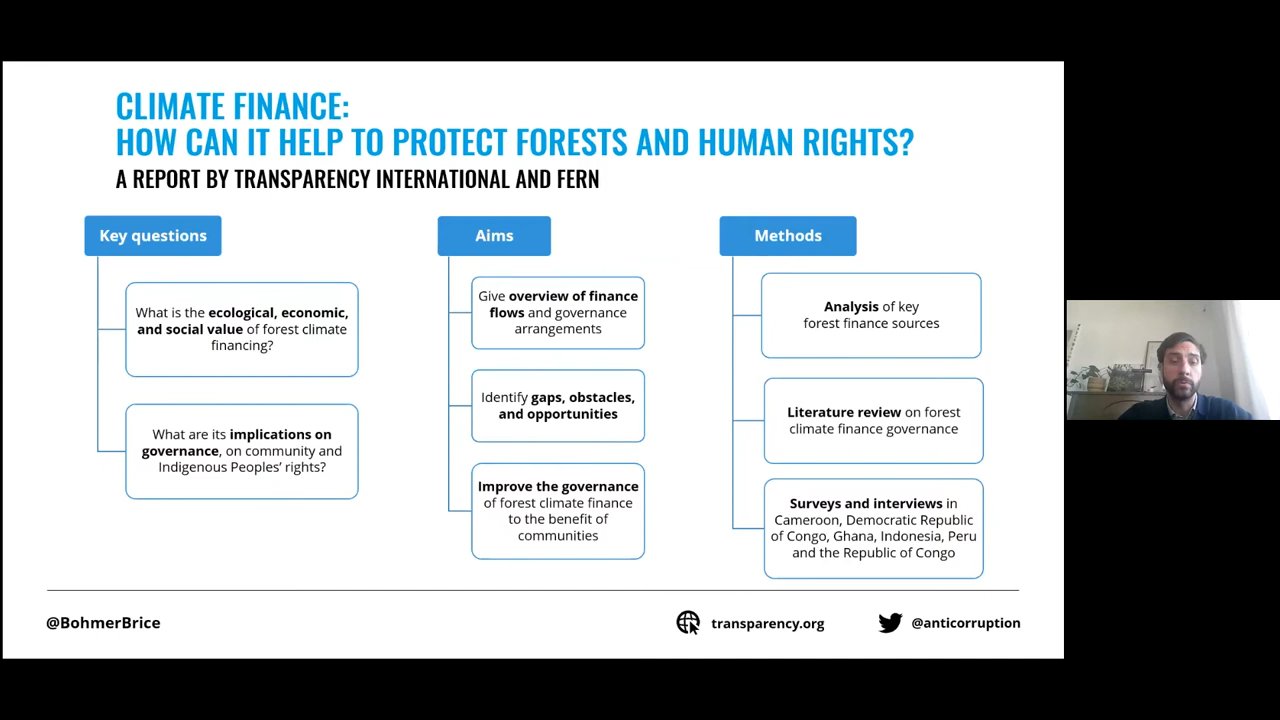 CLIMATE FINANCE:
HOW CAN IT HELP TO PROTECT FORESTS AND HUMAN RIGHTS?
A REPORT BY TRANSPARENCY INTERNATIONAL AND FERN
Key questions
What is the ecological, economic,
and social value of forest climate
financing?
What are its implications on
governance, on community and
Indigenous Peoples’ rights?
Aims
Give overview of finance
flows and governance
arrangements
Identify gaps, obstacles,
and opportunities
Improve the governance
of forest climate finance
to the benefit of
communities
Methods
Analysis of key
forest finance sources
Literature review on forest
climate finance governance
Surveys and interviews in
Cameroon, Democratic Republic
of Congo, Ghana, Indonesia, Peru
and the Republic of Congo
@BohmerBrice
transparency.org
@anticorruption